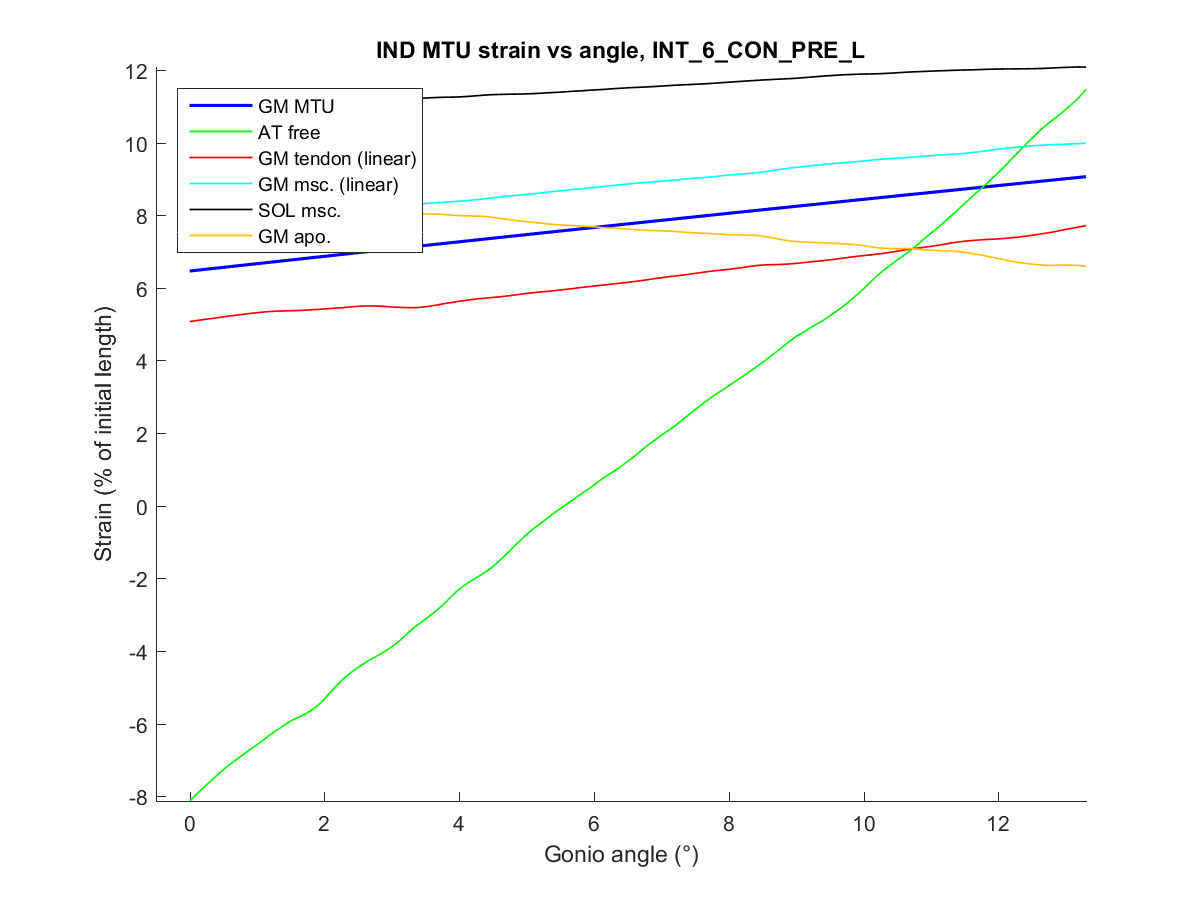 IND MTU strain vs angle, INT_6_CON_PRE_L
12
10
8
6
4
2
0
-2
-4
-6
-8
Strain (% of initial length)
GM MTU
AT free
GM tendon (linear)
GM msc. (linear)
SOL msc.
GM apo.
0 2 4 6 8 10 12
Gonio angle (°)